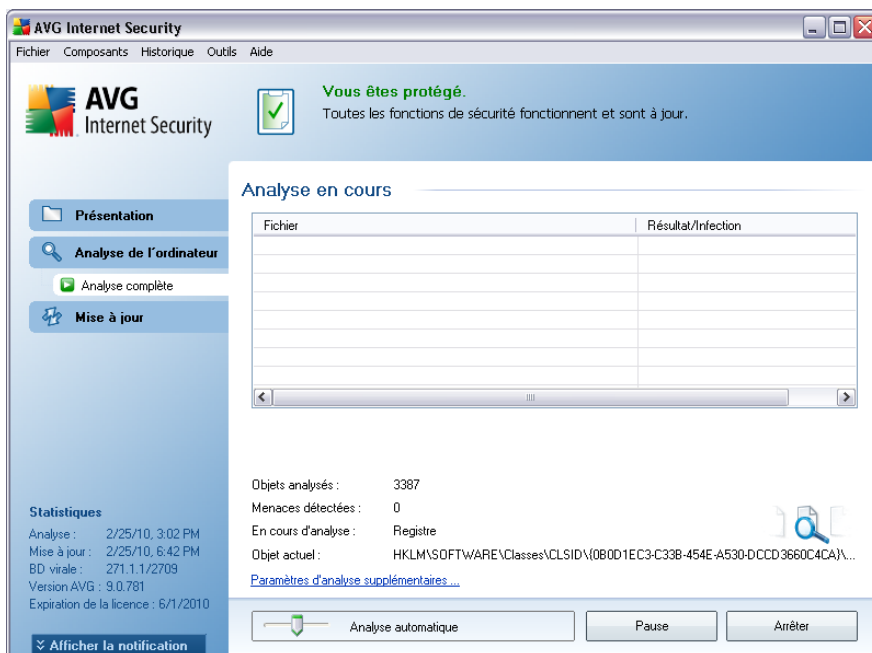 AVG Internet Security
Fichier Composants Historique Outils Aide
AVG
Internet Security
Vous êtes protégé.
Toutes les fonctions de sécurité fonctionnent et sont à jour.
Présentation
Analyse de l'ordinateur
Analyse complète
Mise à jour
Analyse en cours
Fichier Résultat/Infection
Objets analysés : 3387
Menaces détectées : 0
En cours d'analyse : Registre
Objet actuel : HKLM\SOFTWARE\Classes\CLSID\{0B0D1EC3-C33B-454E-A530-DCCD3660C4CA}\...
Paramètres d'analyse supplémentaires ...
Statistiques
Analyse : 2/25/10, 3:02 PM
Mise à jour : 2/25/10, 6:42 PM
BD virale : 271.1.1/2709
Version AVG : 9.0.781
Expiration de la licence : 6/1/2010
Afficher la notification
Analyse automatique
Pause
Arrêter